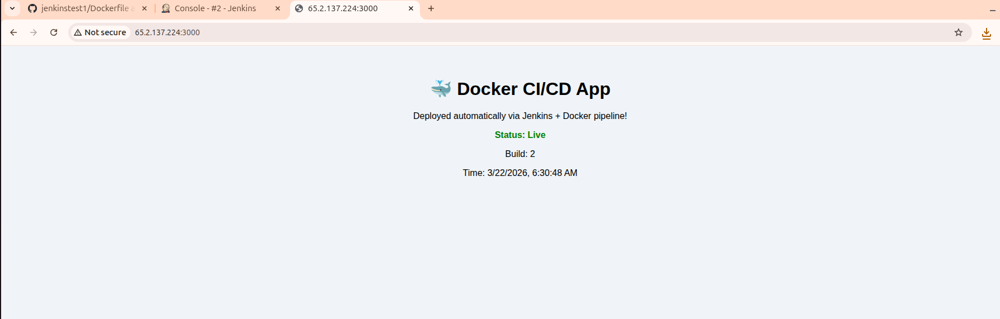 jenkinstest1/Dockerfile a
Console - #2 - Jenkins
65.2.137.224:3000
Not secure
65.2.137.224:3000
Docker CI/CD App
Deployed automatically via Jenkins + Docker pipeline!
Status: Live
Build: 2
Time: 3/22/2026, 6:30:48 AM